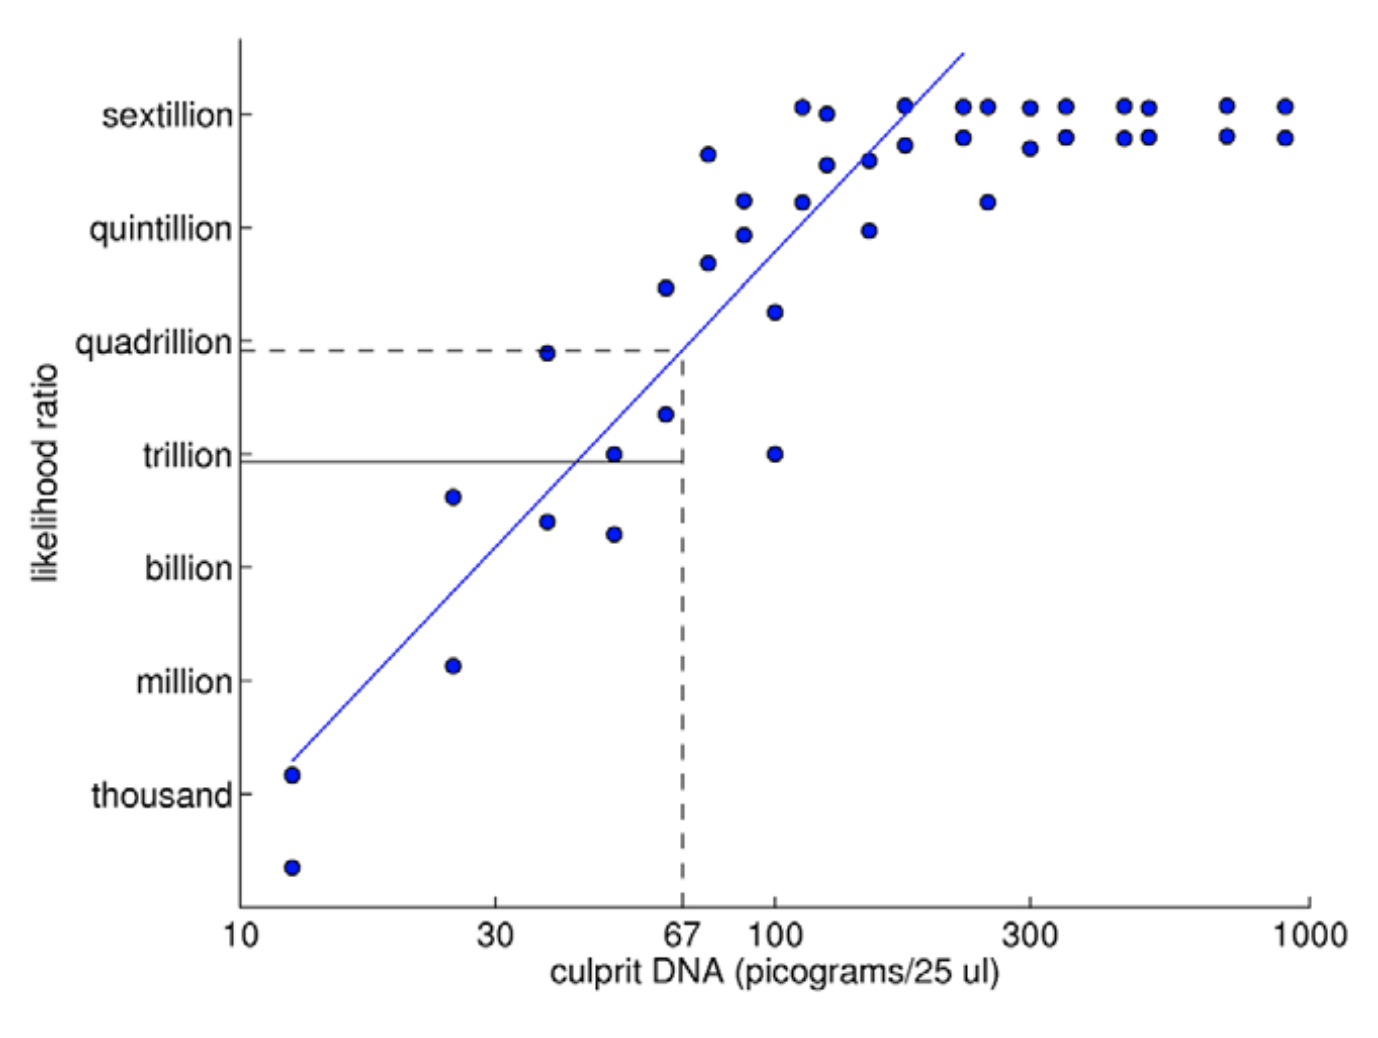 sextillion
quintillion
quadrillion
trillion
billion
million
thousand
likelihood ratio
10 30 67 100 300 1000
culprit DNA (picograms/25 ul)